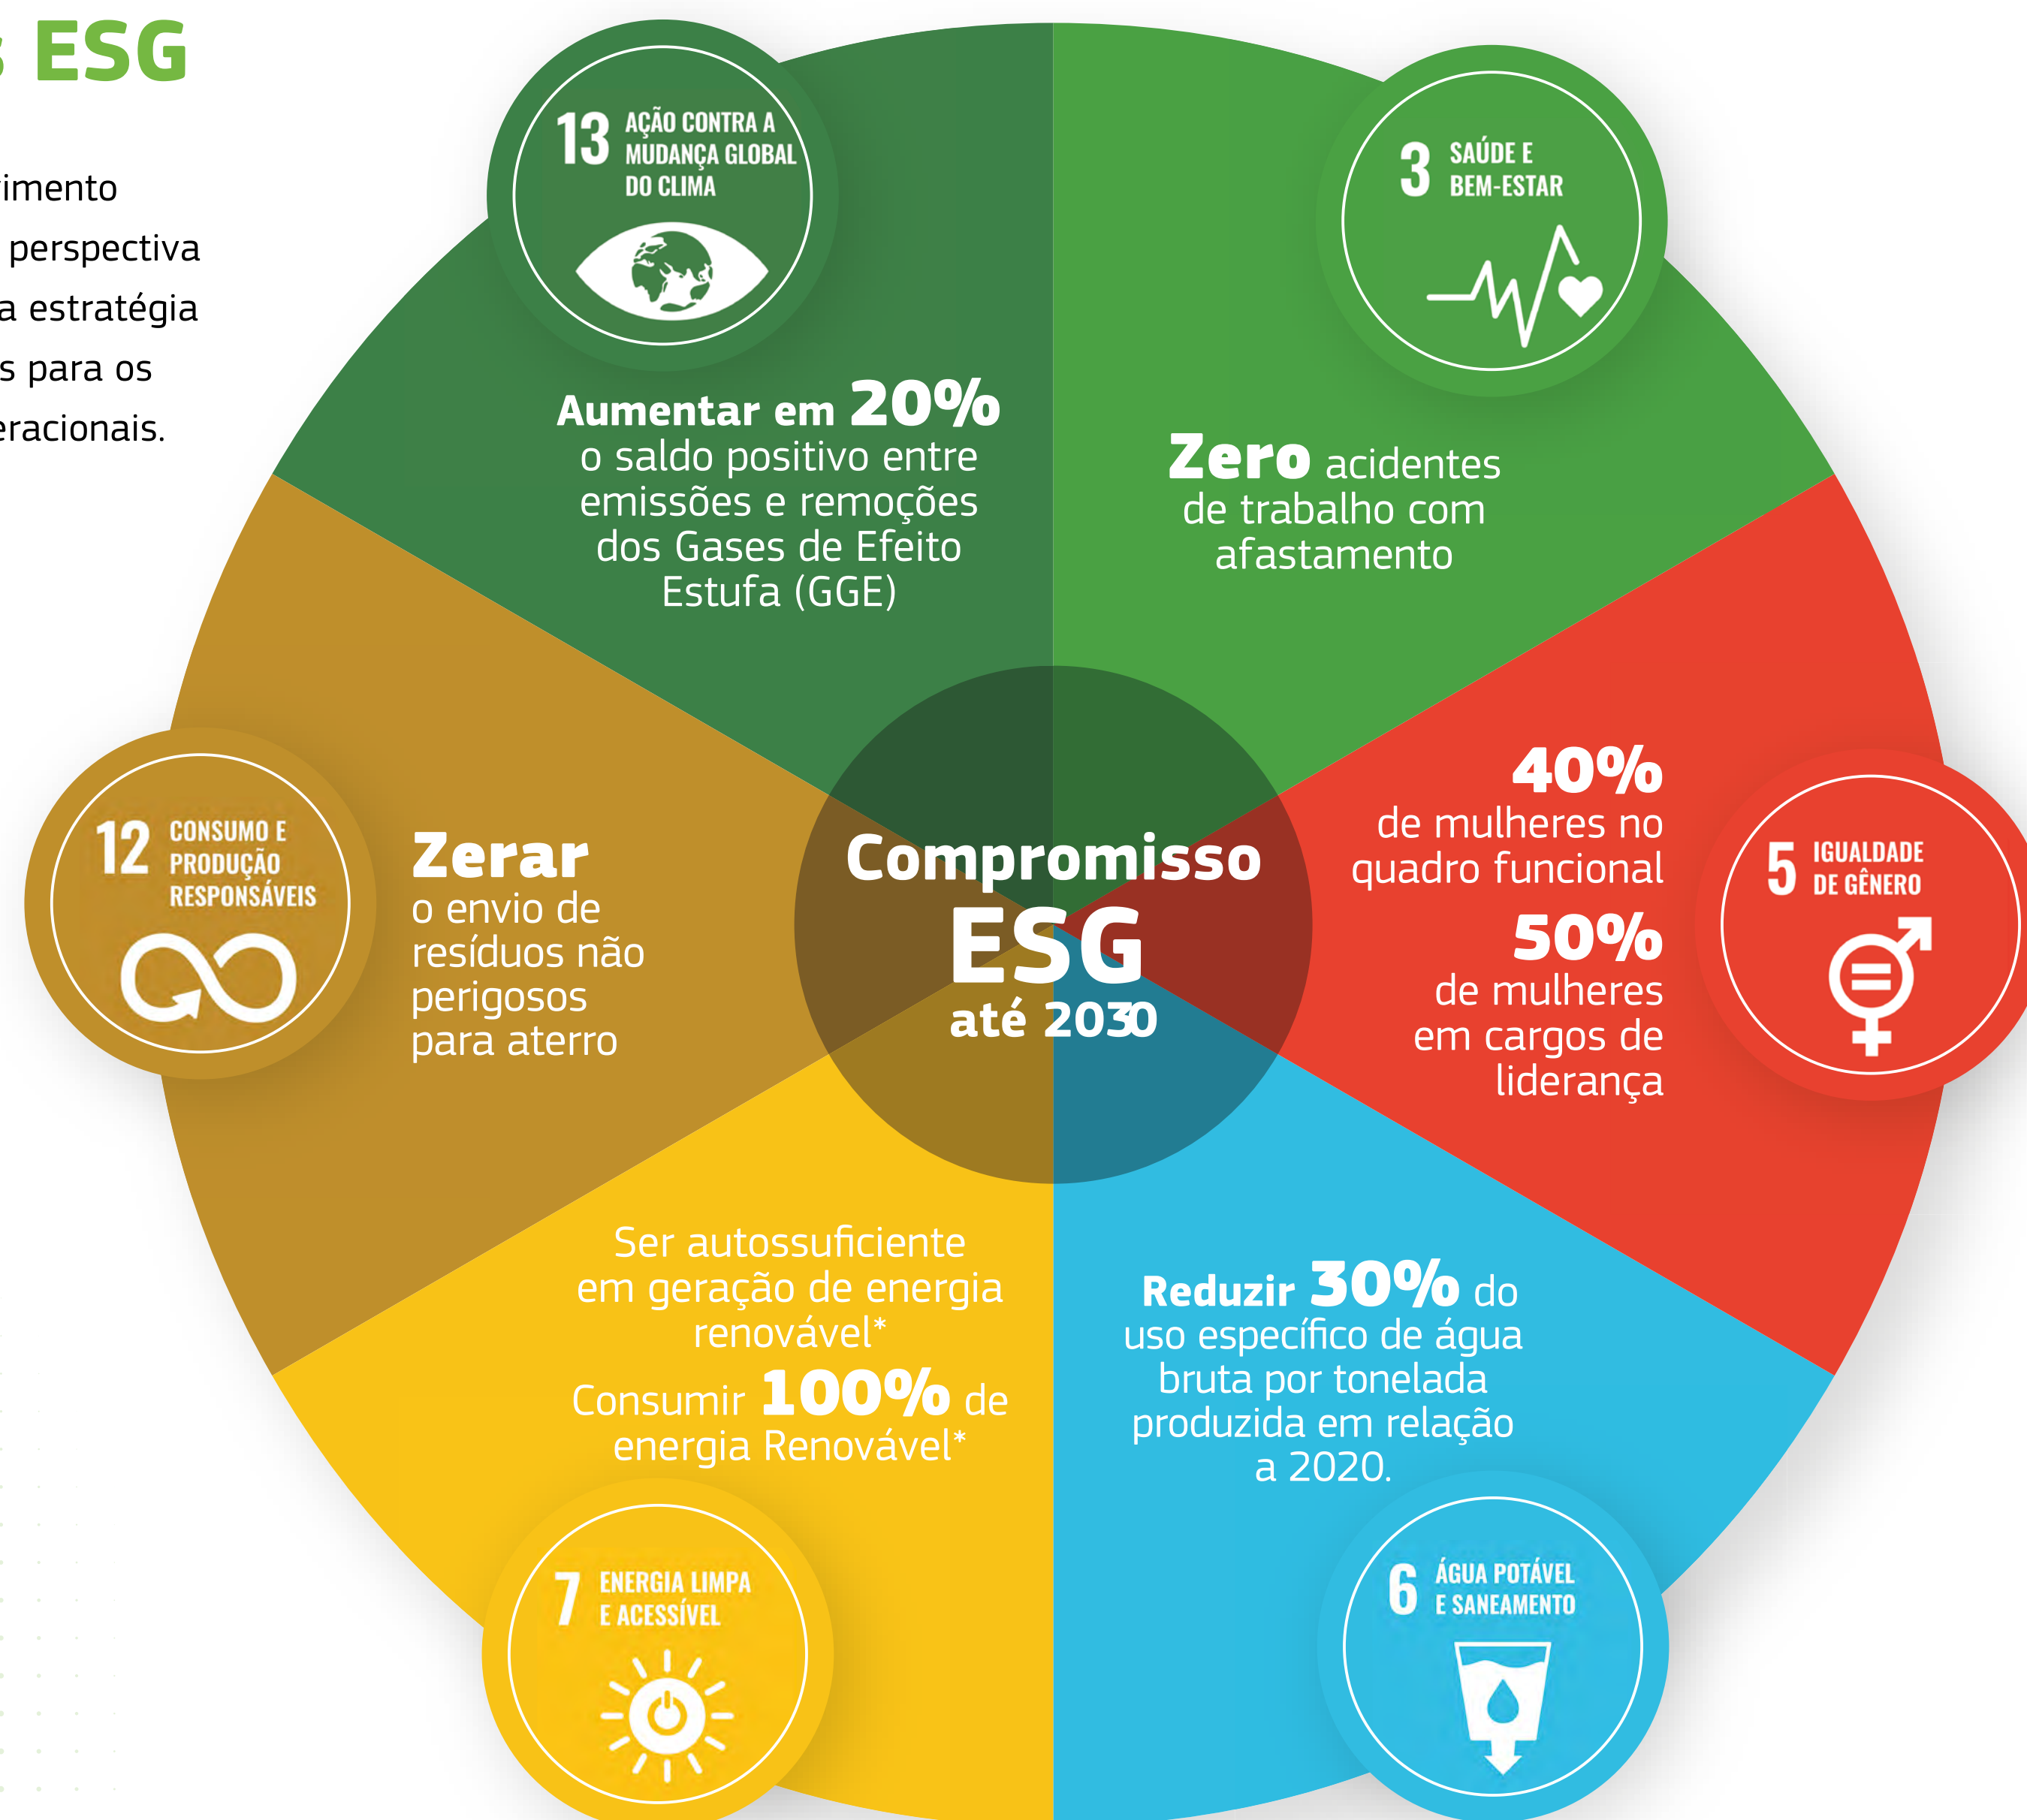 ESG
perspectiva
a estratégia
s para os
13 AÇÃO CONTRA A
MUDANÇA GLOBAL
DO CLIMA
Aumentar em 20%
o saldo positivo entre
emissões e remoções
dos Gases de Efeito
Estufa (GGE)
3 SAÚDE E
BEM-ESTAR
Zero acidentes
de trabalho com
afastamento
40%
de mulheres no
quadro funcional
50%
de mulheres
em cargos de
liderança
5 IGUALDADE
DE GÊNERO
12 CONSUMO E
PRODUÇÃO
RESPONSÁVEIS
Zerar
o envio de
resíduos não
perigosos
para aterro
Compromisso
ESG
até
Ser autossuficiente
em geração de energia
renovável*
Consumir 100% de
energia Renovável*
7 ENERGIA LIMPA
E ACESSÍVEL
Reduzir 30% do
uso específico de água
bruta por tonelada
produzida em relação
a 2020.
6 ÁGUA POTÁVEL
E SANEAMENTO